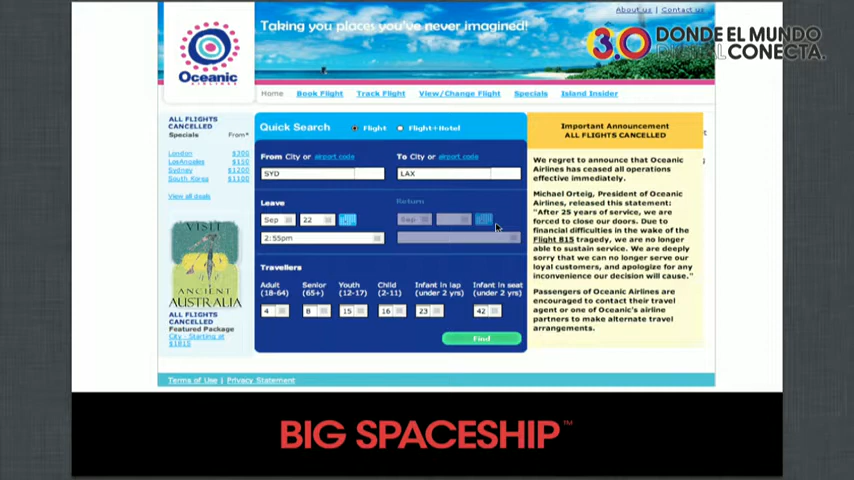 About us | Contact us
Taking you places you've never imagined!
3.0 DONDE EL MUNDO
DIGITAL CONECTA.
Oceanic
AIRLINES
Home Book Flight Track Flight View/Change Flight Specials Island Insider
ALL FLIGHTS
CANCELLED
Specials From*
London $300
LosAngeles $110
Sydney $1200
South Korea $1100
View all deals
VISIT
ANCIENT
AUSTRALIA
ALL FLIGHTS
CANCELLED
Featured Package
City - Starting at
$1815
Quick Search Flight Flight+Hotel
From City or airport code To City or airport code
SYD LAX
Leave Return
Sep 22 Sep
2:55pm
Travellers
Adult Senior Youth Child Infant in lap Infant in seat
(18-64) (65+) (12-17) (2-11) (under 2 yrs) (under 2 yrs)
4 8 15 16 23 42
Find
Important Announcement
ALL FLIGHTS CANCELLED
We regret to announce that Oceanic
Airlines has ceased all operations
effective immediately.
Michael Orteig, President of Oceanic
Airlines, released this statement:
"After 25 years of service, we are
forced to close our doors. Due to
financial difficulties in the wake of the
Flight 815 tragedy, we are no longer
able to sustain service. We are deeply
sorry that we can no longer serve our
loyal customers, and apologize for any
inconvenience our decision will cause."
Passengers of Oceanic Airlines are
encouraged to contact their travel
agent or one of Oceanic's airline
partners to make alternate travel
arrangements.
Terms of Use | Privacy Statement
BIG SPACESHIP™